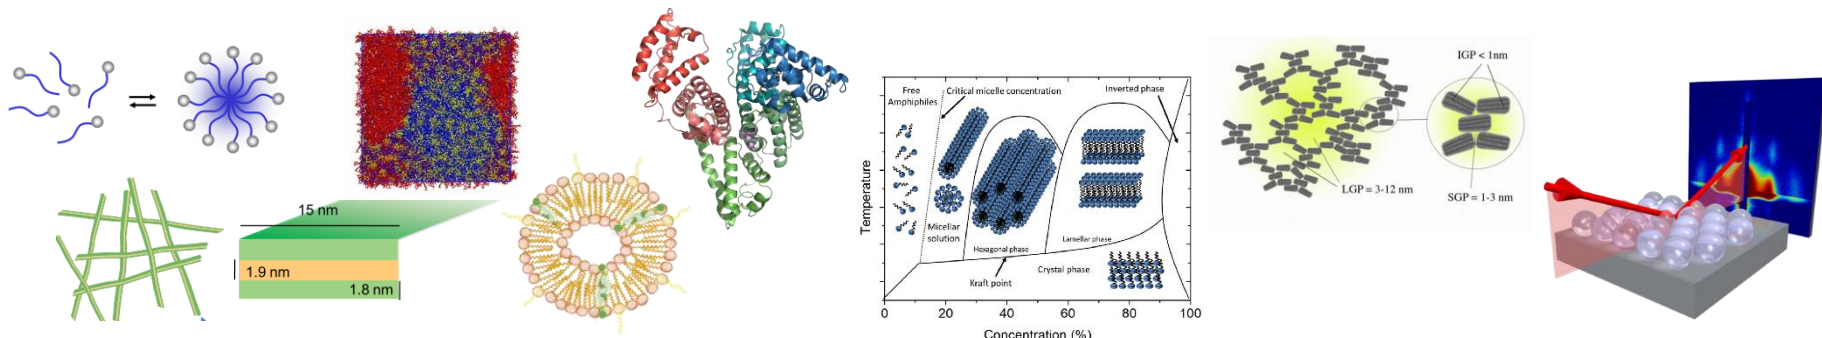 15 nm
1.9 nm
1.8 nm
Temperature
Free
Amphiphiles
Critical micelle concentration
Inverted phase
Micellar
solution
Hexagonal phase
Lamellar phase
Crystal phase
Kraft point
0
20
40
60
80
100
Concentration (%)
IGP < 1nm
LGP = 3-12 nm
SGP = 1-3 nm